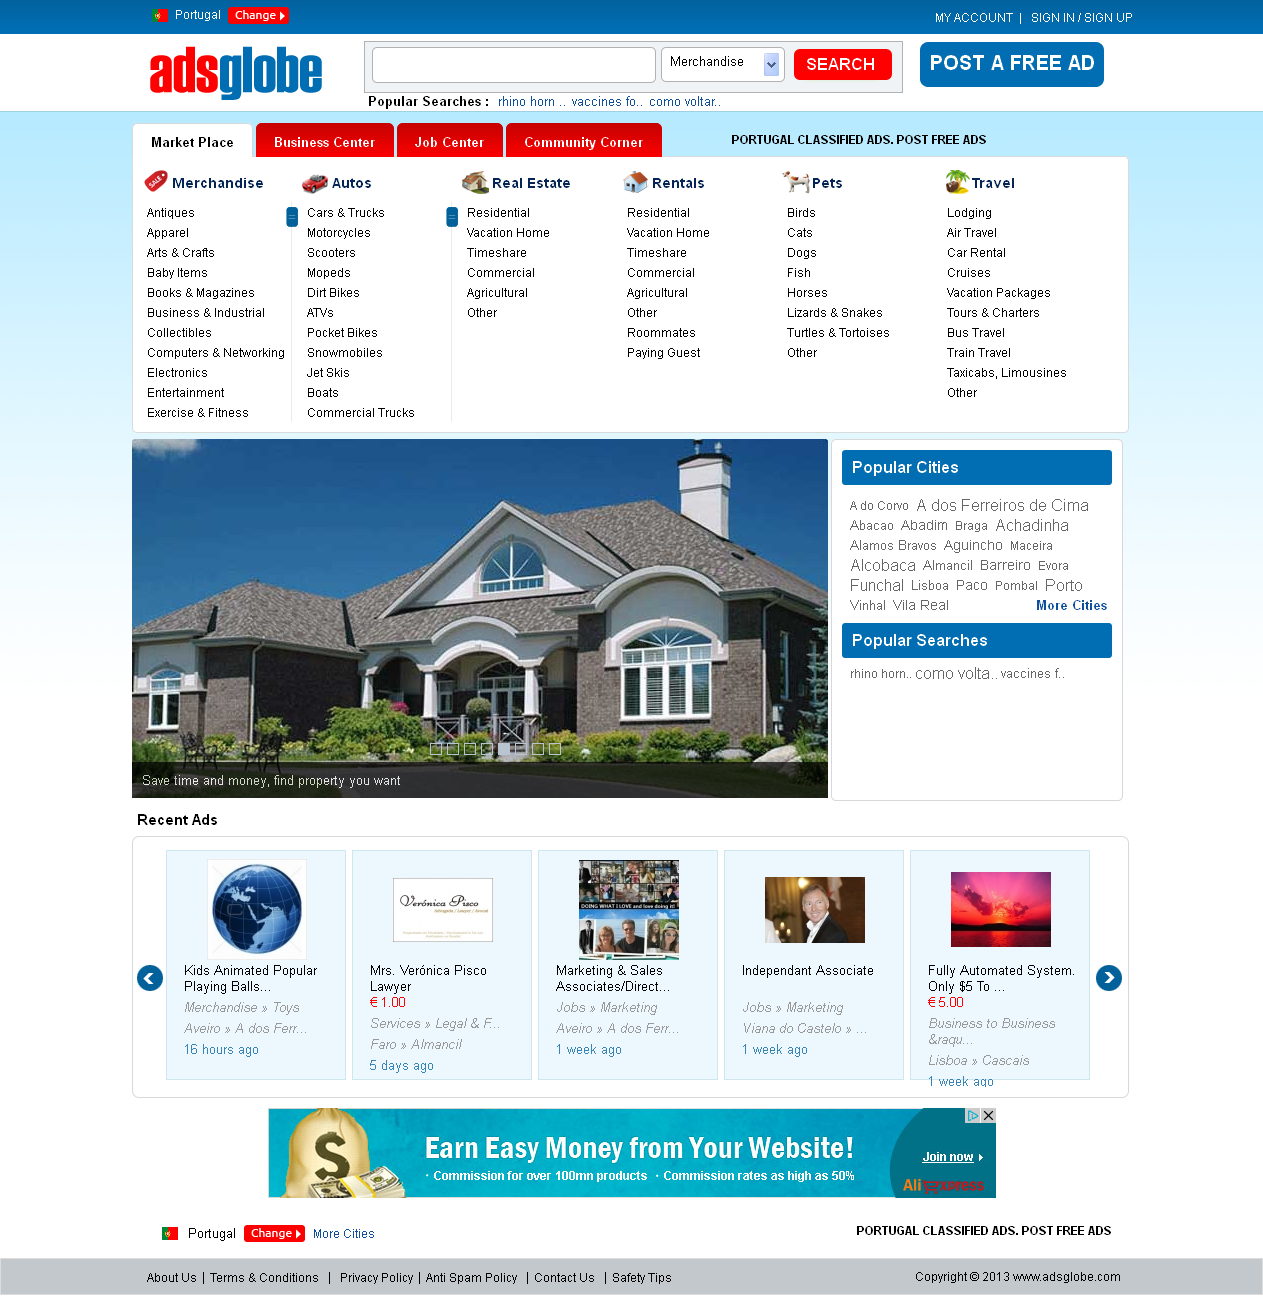 Portugal Change MY ACCOUNT | SIGN IN / SIGN UP
adsglobe Merchandise SEARCH POST A FREE AD
Popular Searches : rhino horn .. vaccines fo.. como voltar..
Market Place Business Center Job Center Community Corner PORTUGAL CLASSIFIED ADS. POST FREE ADS
SALE Merchandise
Antiques
Apparel
Arts & Crafts
Baby Items
Books & Magazines
Business & Industrial
Collectibles
Computers & Networking
Electronics
Entertainment
Exercise & Fitness
Autos
Cars & Trucks
Motorcycles
Scooters
Mopeds
Dirt Bikes
ATVs
Pocket Bikes
Snowmobiles
Jet Skis
Boats
Commercial Trucks
Real Estate
Residential
Vacation Home
Timeshare
Commercial
Agricultural
Other
Rentals
Residential
Vacation Home
Timeshare
Commercial
Agricultural
Other
Roommates
Paying Guest
Pets
Birds
Cats
Dogs
Fish
Horses
Lizards & Snakes
Turtles & Tortoises
Other
Travel
Lodging
Air Travel
Car Rental
Cruises
Vacation Packages
Tours & Charters
Bus Travel
Train Travel
Taxicabs, Limousines
Other
Save time and money, find property you want
Popular Cities
A do Corvo A dos Ferreiros de Cima
Abacao Abadim Braga Achadinha
Alamos Bravos Aguincho Maceira
Alcobaca Almancil Barreiro Evora
Funchal Lisboa Paco Pombal Porto
Vinhal Vila Real More Cities
Popular Searches
rhino horn.. como volta.. vaccines f..
Recent Ads
Kids Animated Popular
Playing Balls...
Merchandise » Toys
Aveiro » A dos Ferr...
16 hours ago
Verónica Pisco
Mrs. Verónica Pisco
Lawyer
€ 1.00
Services » Legal & F...
Faro » Almancil
5 days ago
DOING WHAT I LOVE and love doing it!
Marketing & Sales
Associates/Direct...
Jobs » Marketing
Aveiro » A dos Ferr...
1 week ago
Independant Associate
Jobs » Marketing
Viana do Castelo » ...
1 week ago
Fully Automated System.
Only $5 To ...
€ 5.00
Business to Business
&raqu...
Lisboa » Cascais
1 week ago
$
Earn Easy Money from Your Website!
· Commission for over 100mn products · Commission rates as high as 50%
Join now
AliExpress
Portugal Change More Cities PORTUGAL CLASSIFIED ADS. POST FREE ADS
About Us | Terms & Conditions | Privacy Policy | Anti Spam Policy | Contact Us | Safety Tips Copyright © 2013 www.adsglobe.com